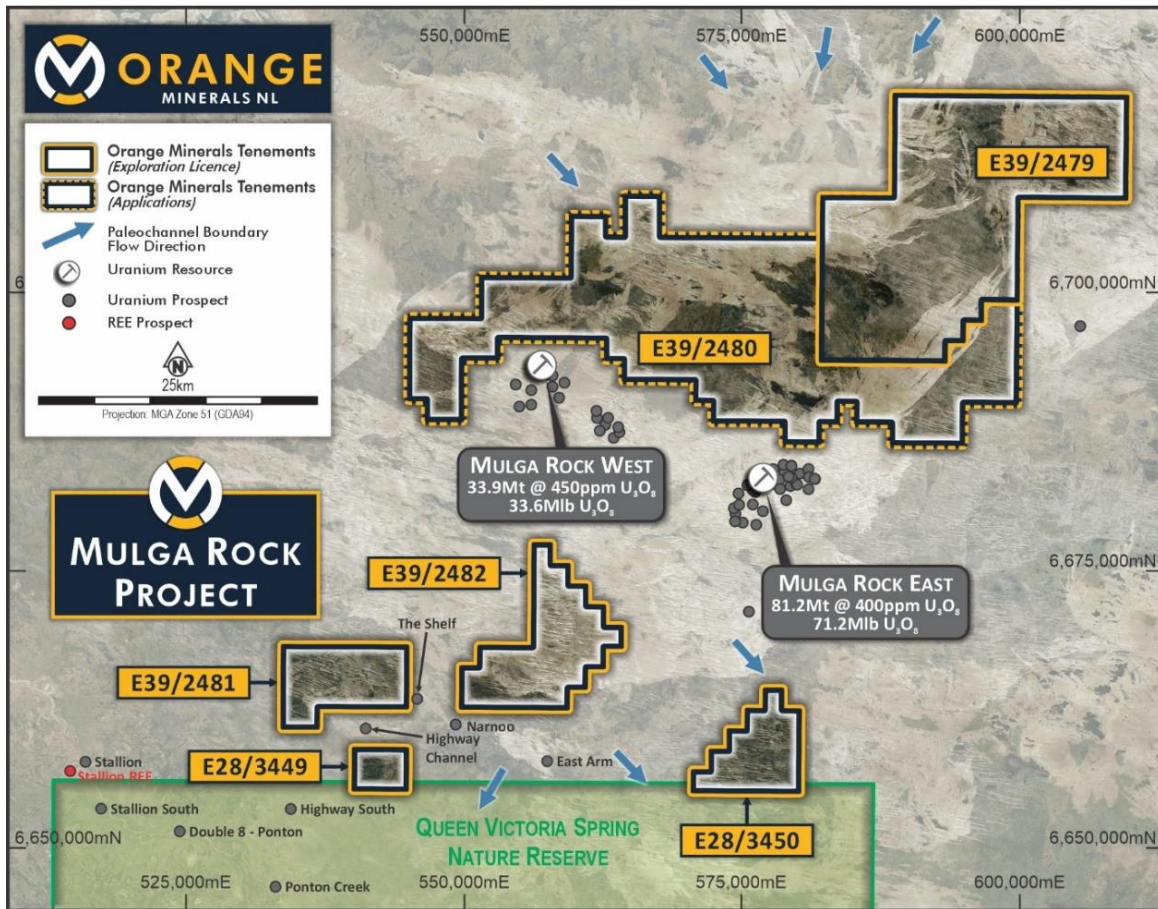 ORANGE
MINERALS NL
Orange Minerals Tenements
(Exploration Licence)
Orange Minerals Tenements
(Applications)
Paleochannel Boundary
Flow Direction
Uranium Resource
Uranium Prospect
REE Prospect
N
25km
Projection: MGA Zone 51 (GDA94)
MULGA ROCK
PROJECT
550,000mE
575,000mE
600,000mE
E39/2479
6,700,000mN
E39/2480
MULGA ROCK WEST
33.9Mt @ 450ppm U₃O₈
33.6Mlb U₃O₈
6,675,000mN
E39/2482
MULGA ROCK EAST
81.2Mt @ 400ppm U₃O₈
71.2Mlb U₃O₈
The Shelf
E39/2481
Narnoo
Highway
Channel
Stallion
Stallion REE
E28/3449
East Arm
Stallion South
Highway South
Double 8 - Ponton
QUEEN VICTORIA SPRING
NATURE RESERVE
E28/3450
6,650,000mN
6,650,000mN
Ponton Creek
525,000mE
550,000mE
575,000mE
600,000mE